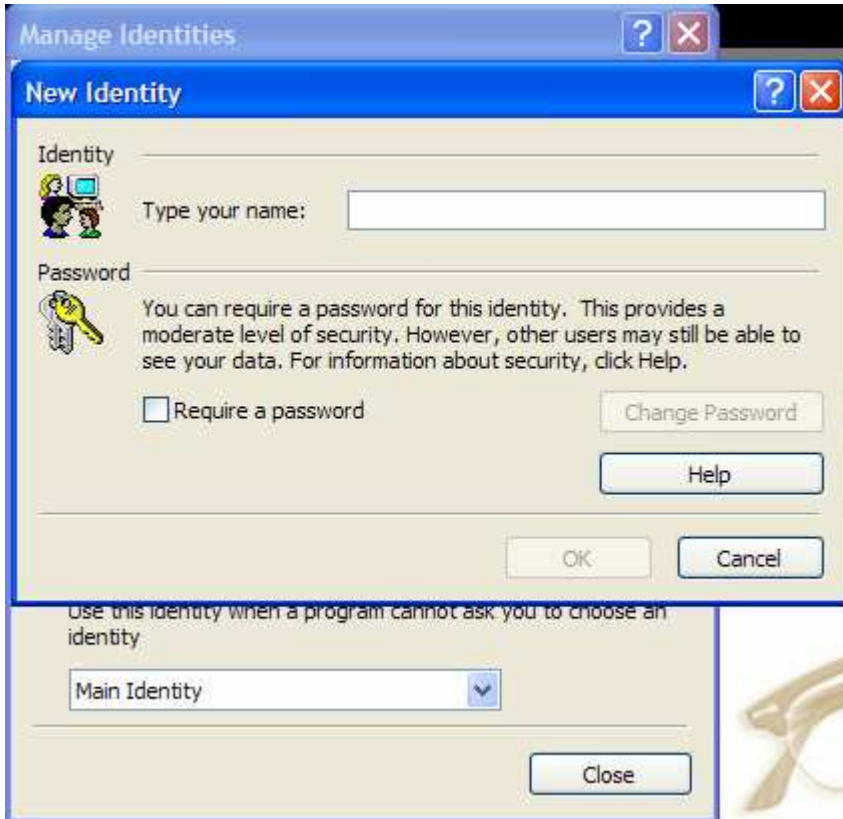 Manage Identities
New Identity
Identity
Type your name:
Password
You can require a password for this identity. This provides a
moderate level of security. However, other users may still be able to
see your data. For information about security, click Help.
Require a password
Change Password
Help
OK
Cancel
Use this identity when a program cannot ask you to choose an
identity
Main Identity
Close